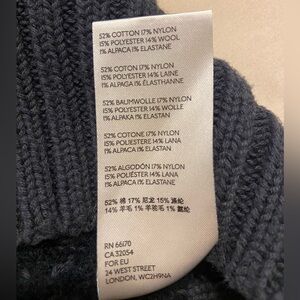 52% COTTON 17% NYLON
15% POLYESTER 14% WOOL
1% ALPACA 1% ELASTANE
52% COTON 17% NYLON
15% POLYESTER 14% LAINE
1% ALPAGA 1% ÉLASTHANNE
52% BAUMWOLLE 17% NYLON
15% POLYESTER 14% WOLLE
1% ALPAKA 1% ELASTAN
52% COTONE 17% NYLON
15% POLIESTERE 14% LANA
1% ALPACA 1% ELASTAN
52% ALGODÓN 17% NYLON
15% POLIÉSTER 14% LANA
1% ALPACA 1% ELASTANO
52% 棉 17% 尼龙 15% 涤纶
14% 羊毛 1% 羊驼毛 1% 氨纶
RN 66170
CA 32054
FOR EU
24 WEST STREET
LONDON, WC2H9NA